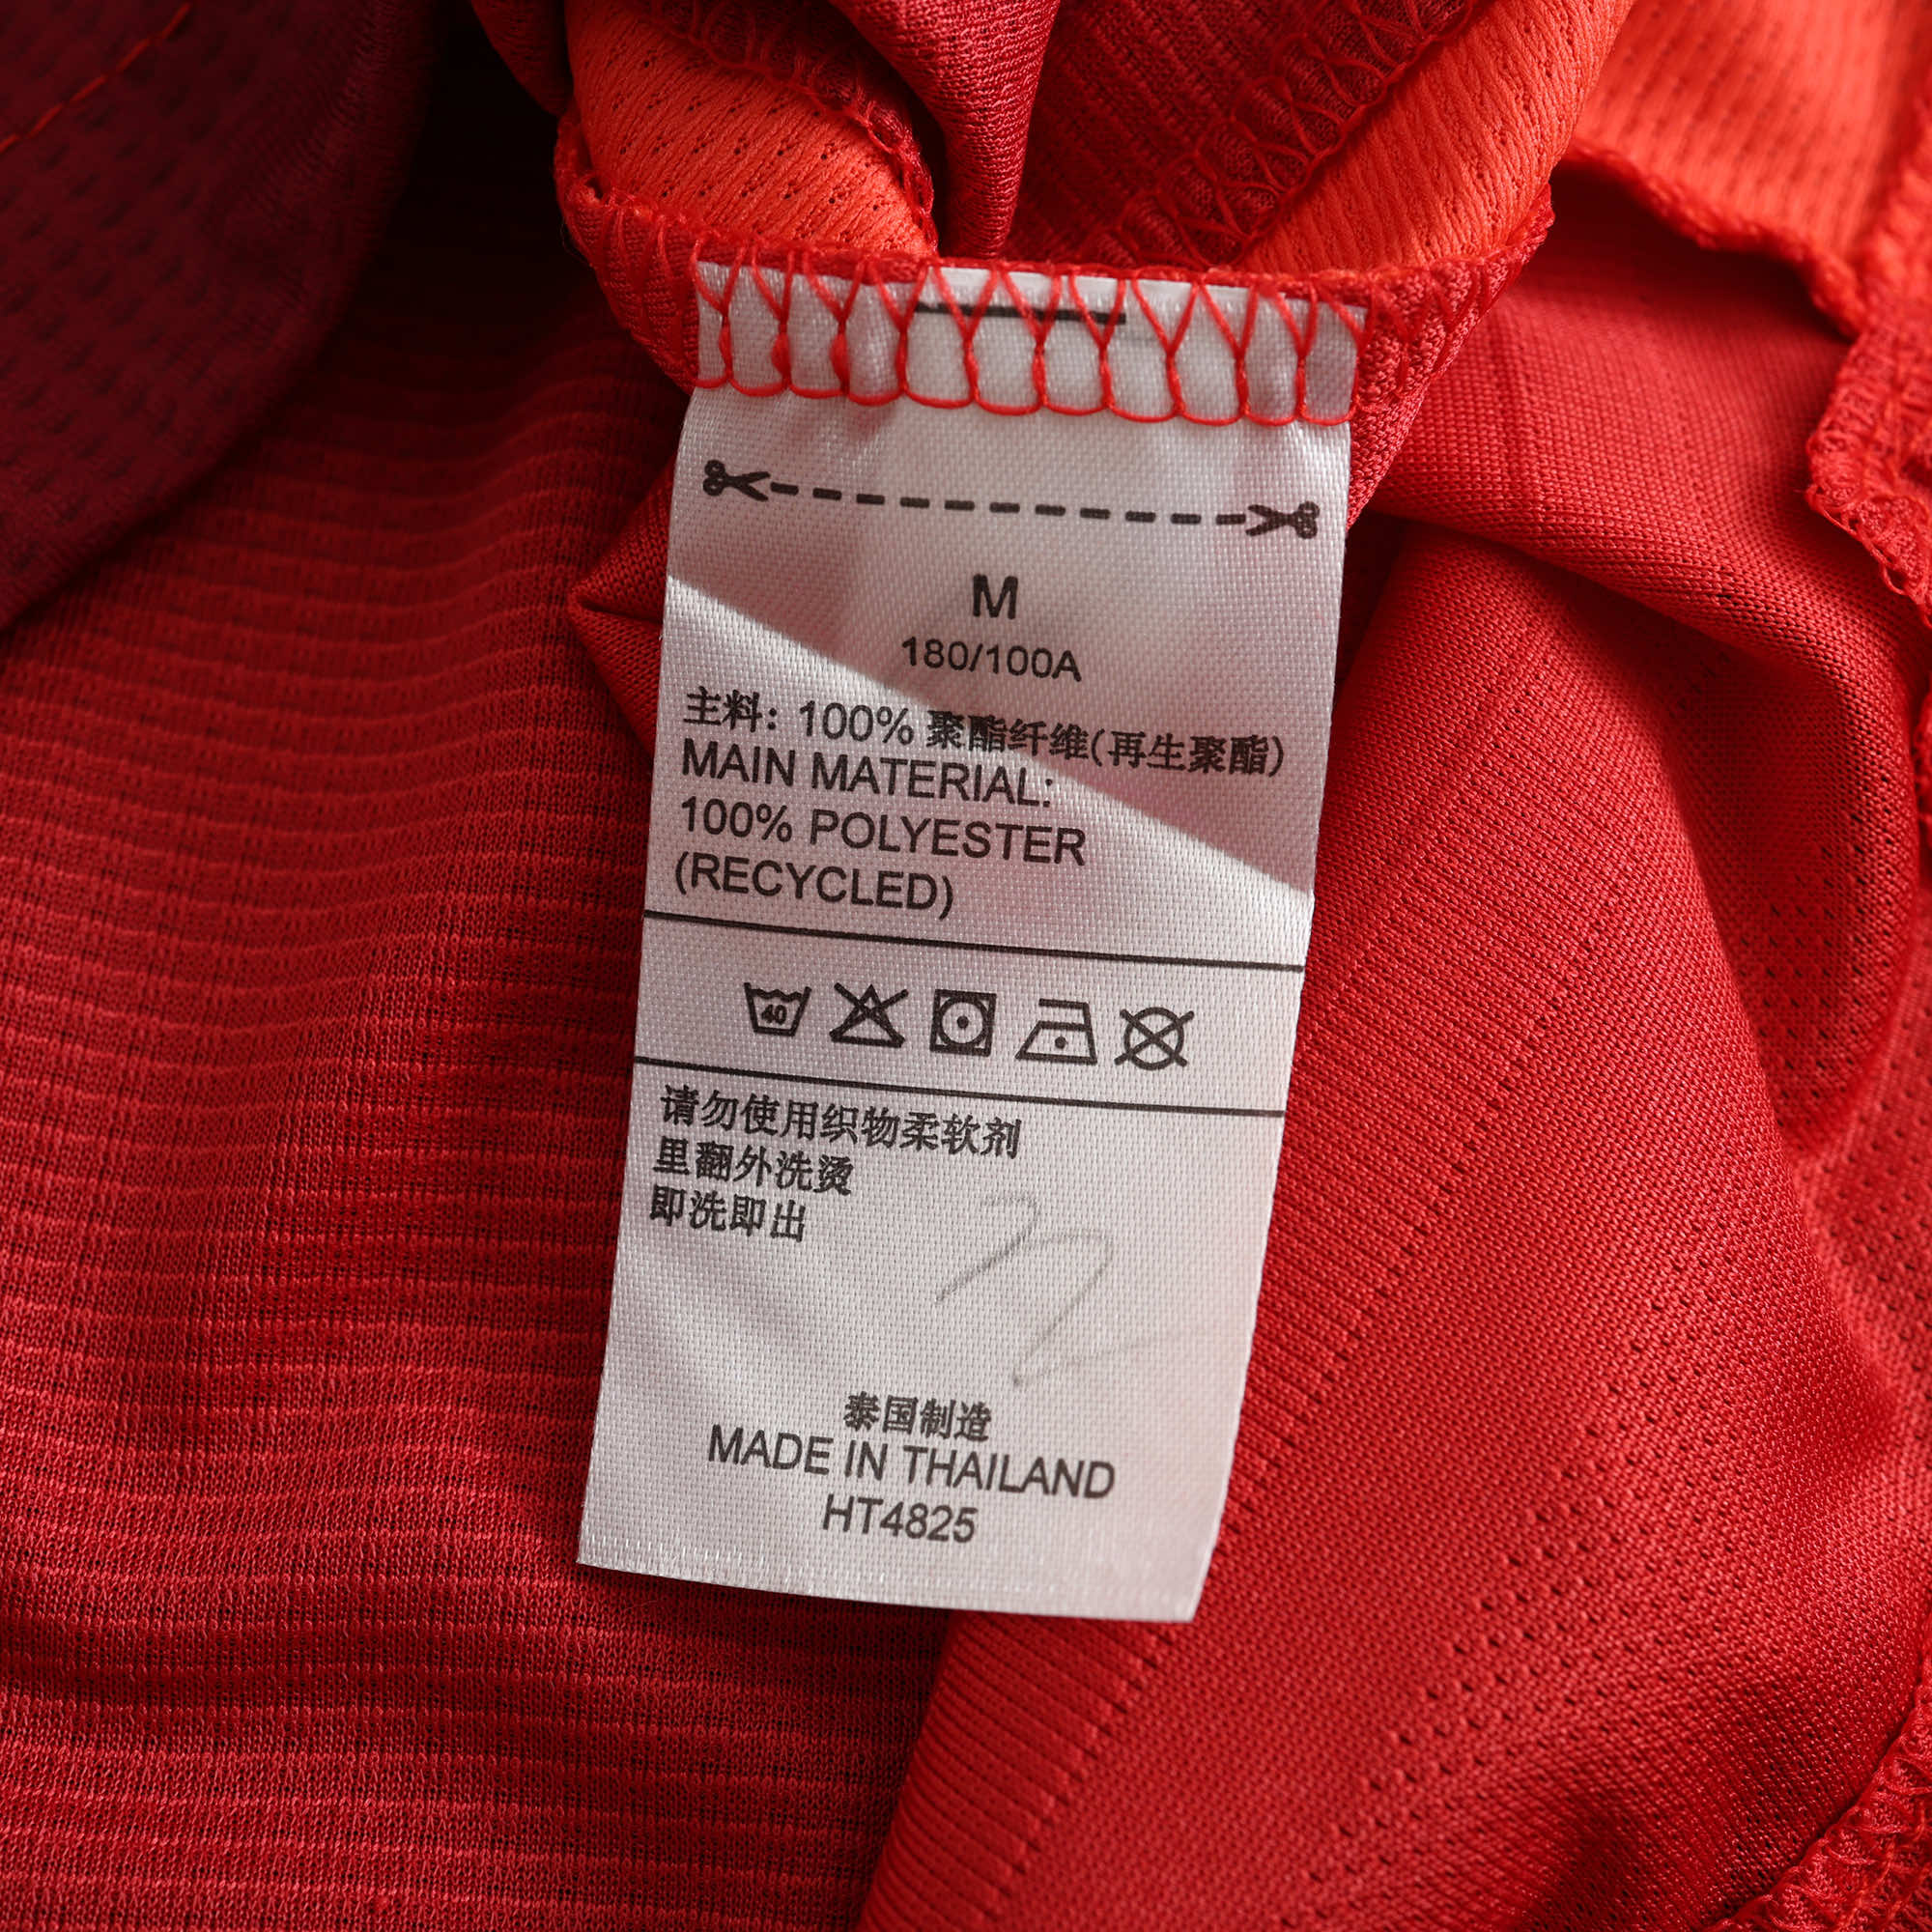 M
180/100A
主料：100% 聚酯纤维(再生聚酯)
MAIN MATERIAL:
100% POLYESTER
(RECYCLED)
40
请勿使用织物柔软剂
里翻外洗烫
即洗即出
泰国制造
MADE IN THAILAND
HT4825